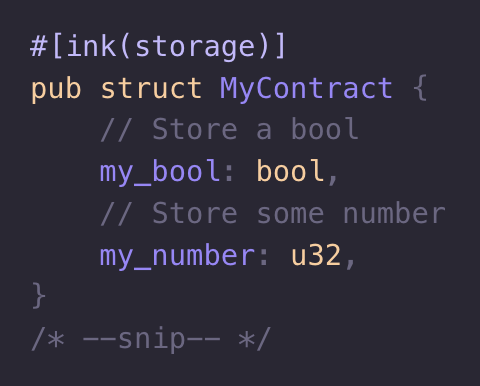 #[ink(storage)]
pub struct MyContract {
    // Store a bool
    my_bool: bool,
    // Store some number
    my_number: u32,
}
/* --snip-- */